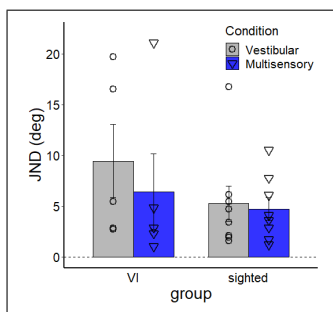 Condition
Vestibular
Multisensory
JND (deg)
20
15
10
5
0
VI
sighted
group